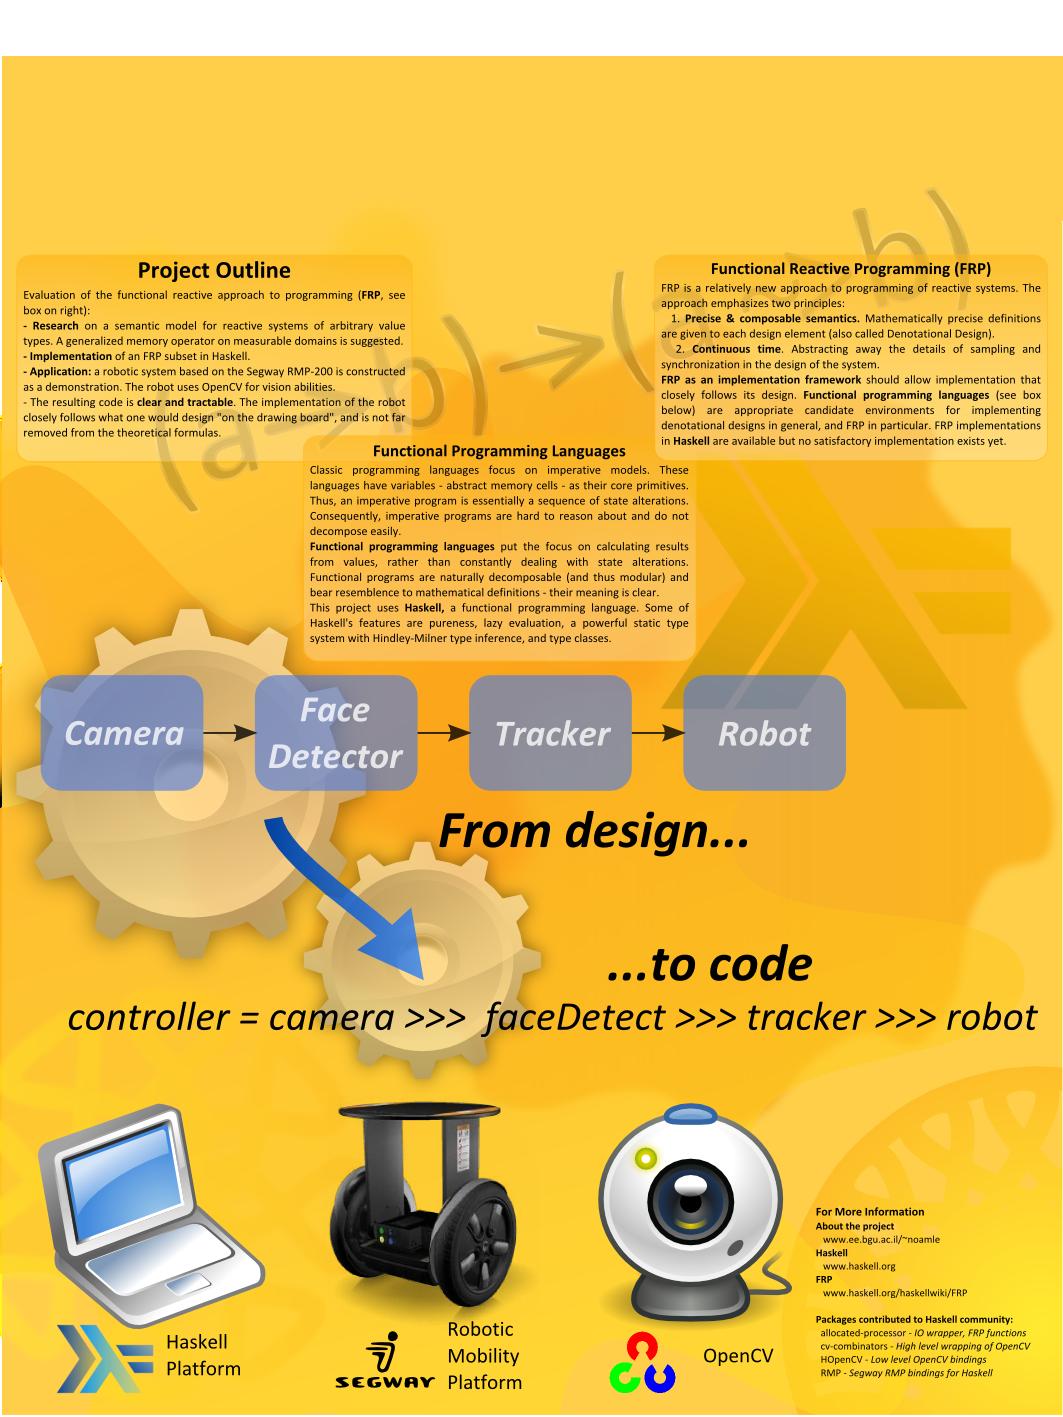 (a→b)→(a→b)
Project Outline
Evaluation of the functional reactive approach to programming (FRP, see
box on right):
- Research on a semantic model for reactive systems of arbitrary value
types. A generalized memory operator on measurable domains is suggested.
- Implementation of an FRP subset in Haskell.
- Application: a robotic system based on the Segway RMP-200 is constructed
as a demonstration. The robot uses OpenCV for vision abilities.
- The resulting code is clear and tractable. The implementation of the robot
closely follows what one would design "on the drawing board", and is not far
removed from the theoretical formulas.
Functional Reactive Programming (FRP)
FRP is a relatively new approach to programming of reactive systems. The
approach emphasizes two principles:
1. Precise & composable semantics. Mathematically precise definitions
are given to each design element (also called Denotational Design).
2. Continuous time. Abstracting away the details of sampling and
synchronization in the design of the system.
FRP as an implementation framework should allow implementation that
closely follows its design. Functional programming languages (see box
below) are appropriate candidate environments for implementing
denotational designs in general, and FRP in particular. FRP implementations
in Haskell are available but no satisfactory implementation exists yet.
Functional Programming Languages
Classic programming languages focus on imperative models. These
languages have variables - abstract memory cells - as their core primitives.
Thus, an imperative program is essentially a sequence of state alterations.
Consequently, imperative programs are hard to reason about and do not
decompose easily.
Functional programming languages put the focus on calculating results
from values, rather than constantly dealing with state alterations.
Functional programs are naturally decomposable (and thus modular) and
bear resemblence to mathematical definitions - their meaning is clear.
This project uses Haskell, a functional programming language. Some of
Haskell's features are pureness, lazy evaluation, a powerful static type
system with Hindley-Milner type inference, and type classes.
Camera
Face
Detector
Tracker
Robot
From design...
...to code
controller = camera >>> faceDetect >>> tracker >>> robot
Haskell
Platform
SEGWAY
Robotic
Mobility
Platform
OpenCV
For More Information
About the project
www.ee.bgu.ac.il/~noamle
Haskell
www.haskell.org
FRP
www.haskell.org/haskellwiki/FRP
Packages contributed to Haskell community:
allocated-processor - IO wrapper, FRP functions
cv-combinators - High level wrapping of OpenCV
HOpenCV - Low level OpenCV bindings
RMP - Segway RMP bindings for Haskell